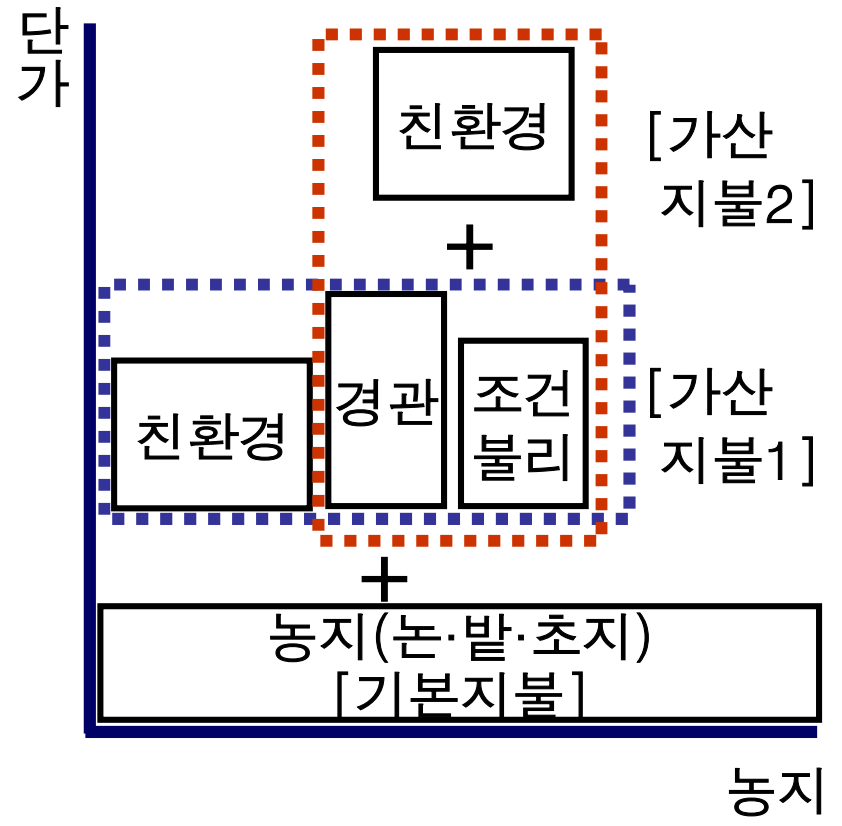 단
가
친환경
[가산
지불2]
+
친환경
경관
조건
불리
[가산
지불1]
+
농지(논·밭·초지)
[기본지불]
농지